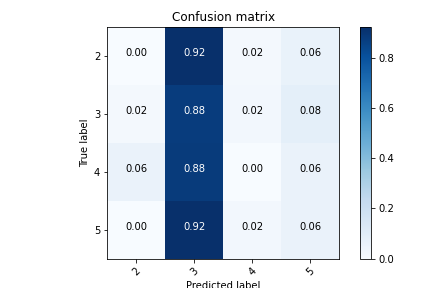 Confusion matrix
True label
2 0.00 0.92 0.02 0.06
3 0.02 0.88 0.02 0.08
4 0.06 0.88 0.00 0.06
5 0.00 0.92 0.02 0.06
2 3 4 5
Predicted label
0.8
0.6
0.4
0.2
0.0